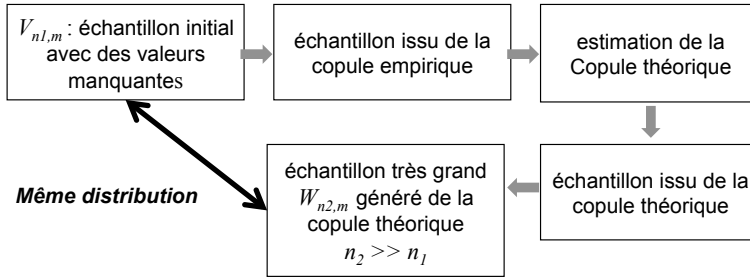 V_{n1,m} : échantillon initial
avec des valeurs
manquantes
échantillon issu de la
copule empirique
estimation de la
Copule théorique
échantillon issu de la
copule théorique
échantillon très grand
W_{n2,m} généré de la
copule théorique
n_2 >> n_1
Même distribution